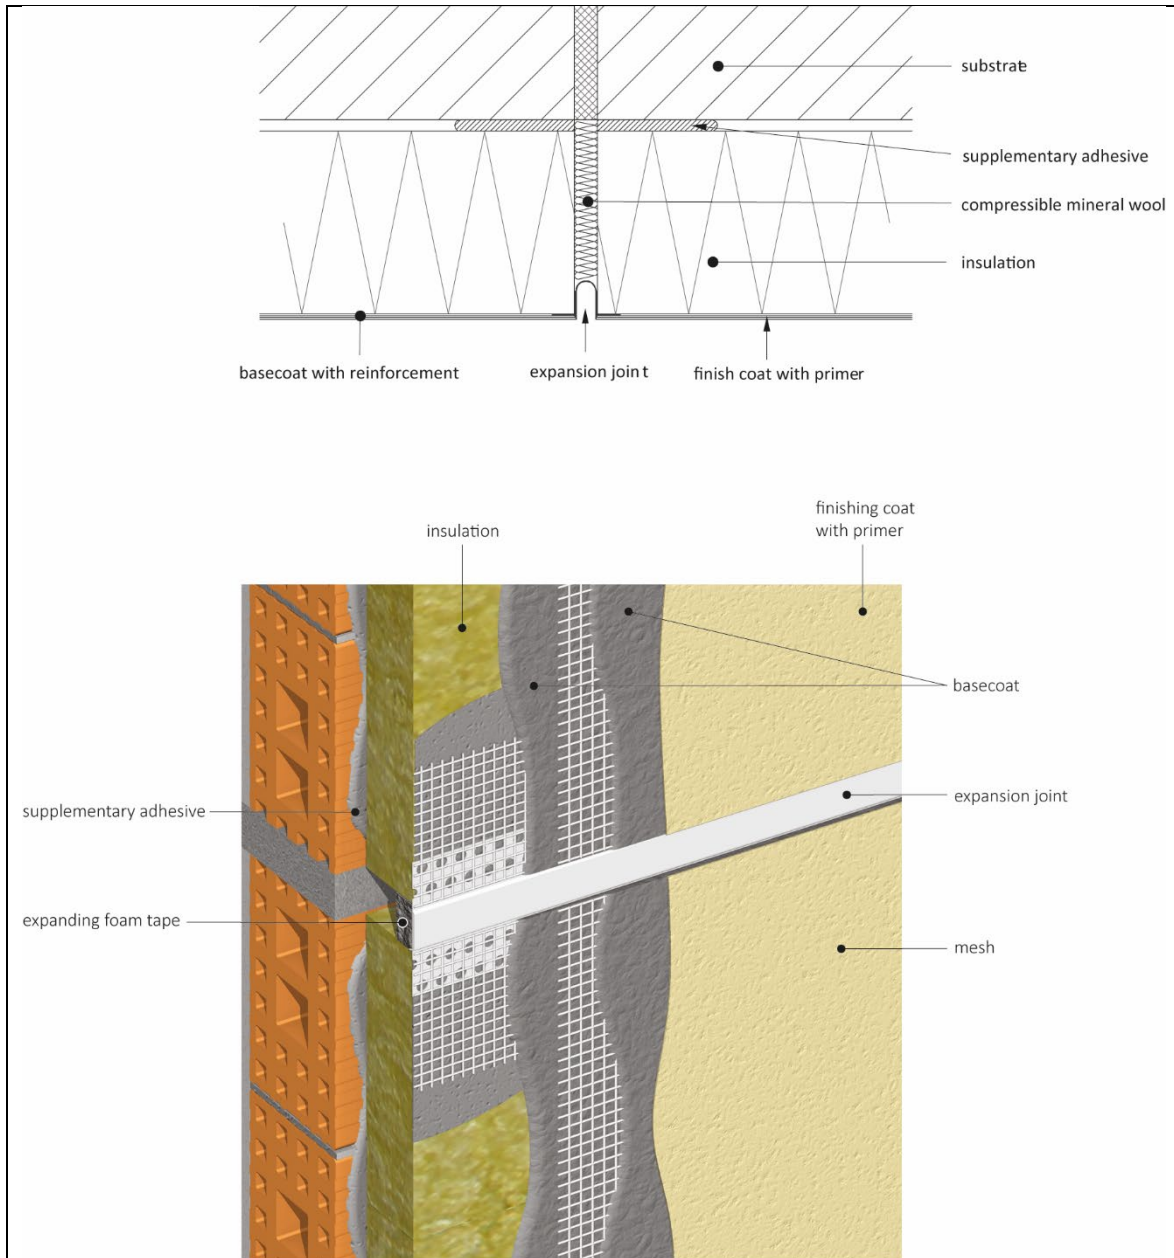 substrate
supplementary adhesive
compressible mineral wool
insulation
basecoat with reinforcement
expansion joint
finish coat with primer
finishing coat
with primer
insulation
basecoat
supplementary adhesive
expansion joint
expanding foam tape
mesh